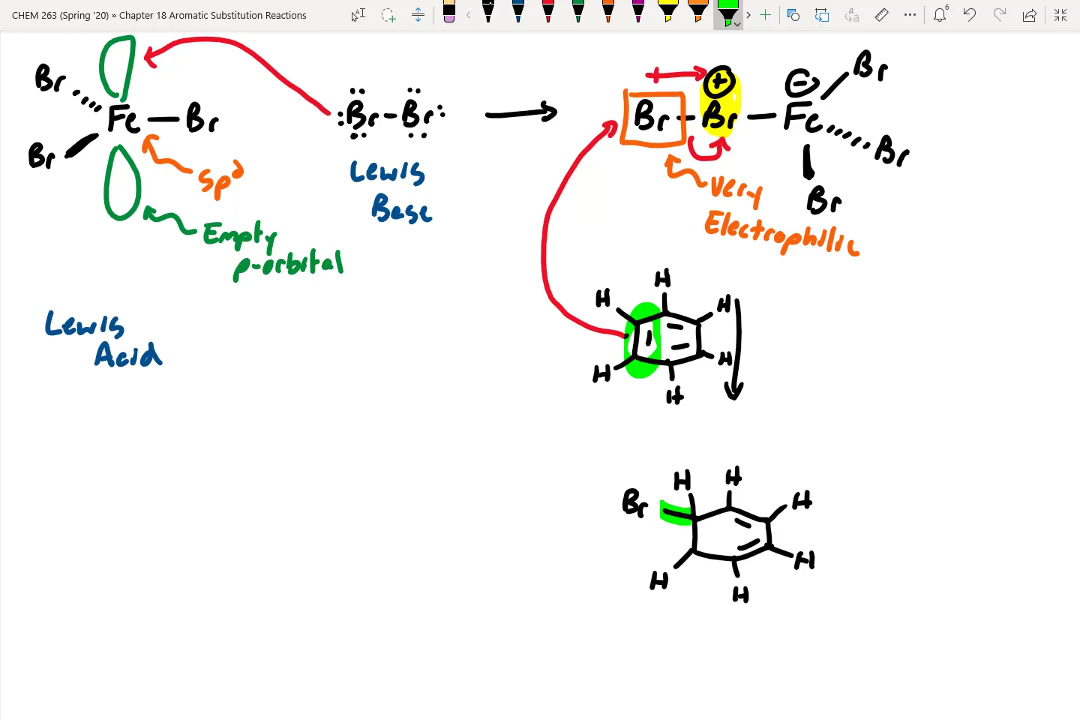 CHEM 263 (Spring '20) » Chapter 18 Aromatic Substitution Reactions
Br
Fe
Br
Br
sp²
Empty
p-orbital
Lewis
Acid
:Br-Br:
Lewis
Base
Br
Br
+
Fe
-
Br
Br
Br
Very
Electrophilic
H
H
H
H
H
H
Br
H
H
H
H
H
H